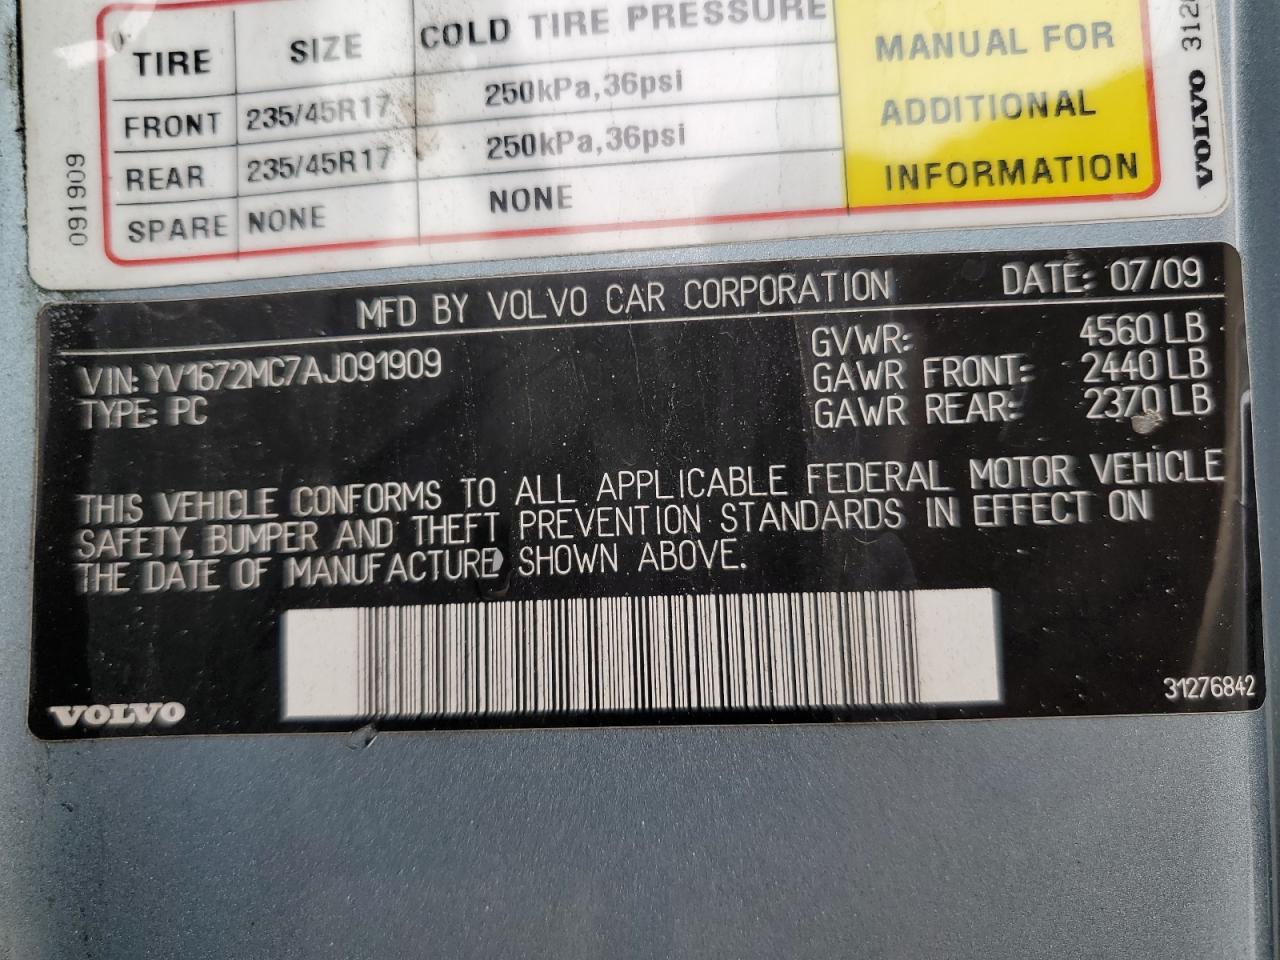 TIRE SIZE COLD TIRE PRESSURE
FRONT 235/45R17 250kPa,36psi
REAR 235/45R17 250kPa,36psi
SPARE NONE NONE
MANUAL FOR
ADDITIONAL
INFORMATION
091909
VOLVO
MFD BY VOLVO CAR CORPORATION DATE: 07/09
VIN: YV1672MC7AJ091909
TYPE: PC
GVWR: 4560 LB
GAWR FRONT: 2440 LB
GAWR REAR: 2370 LB
THIS VEHICLE CONFORMS TO ALL APPLICABLE FEDERAL MOTOR VEHICLE
SAFETY, BUMPER AND THEFT PREVENTION STANDARDS IN EFFECT ON
THE DATE OF MANUFACTURE SHOWN ABOVE.
VOLVO
31276842